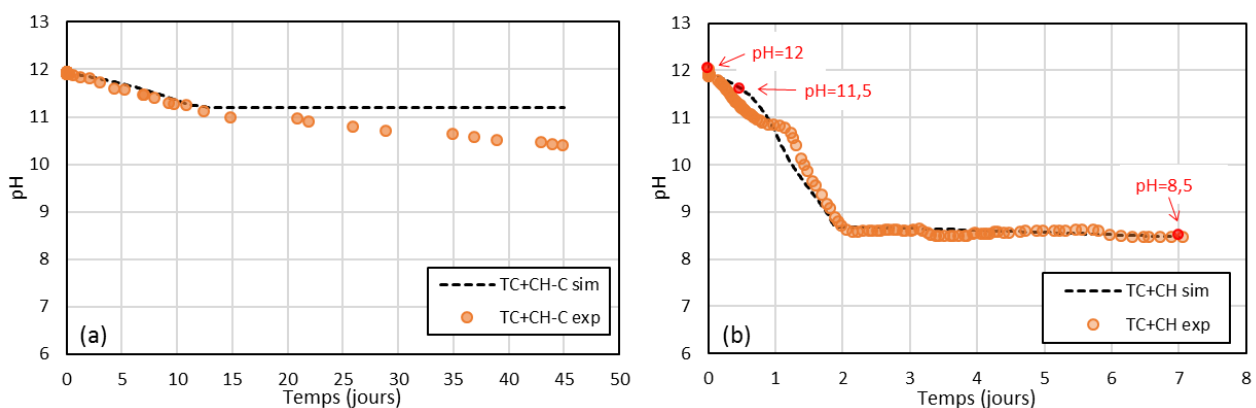 13
12
11
10
9
8
7
6
pH
0
5
10
15
20
25
30
35
40
45
50
Temps (jours)
TC+CH-C sim
TC+CH-C exp
(a)
13
12
11
10
9
8
7
6
pH
0
1
2
3
4
5
6
7
8
Temps (jours)
pH=12
pH=11,5
pH=8,5
TC+CH sim
TC+CH exp
(b)